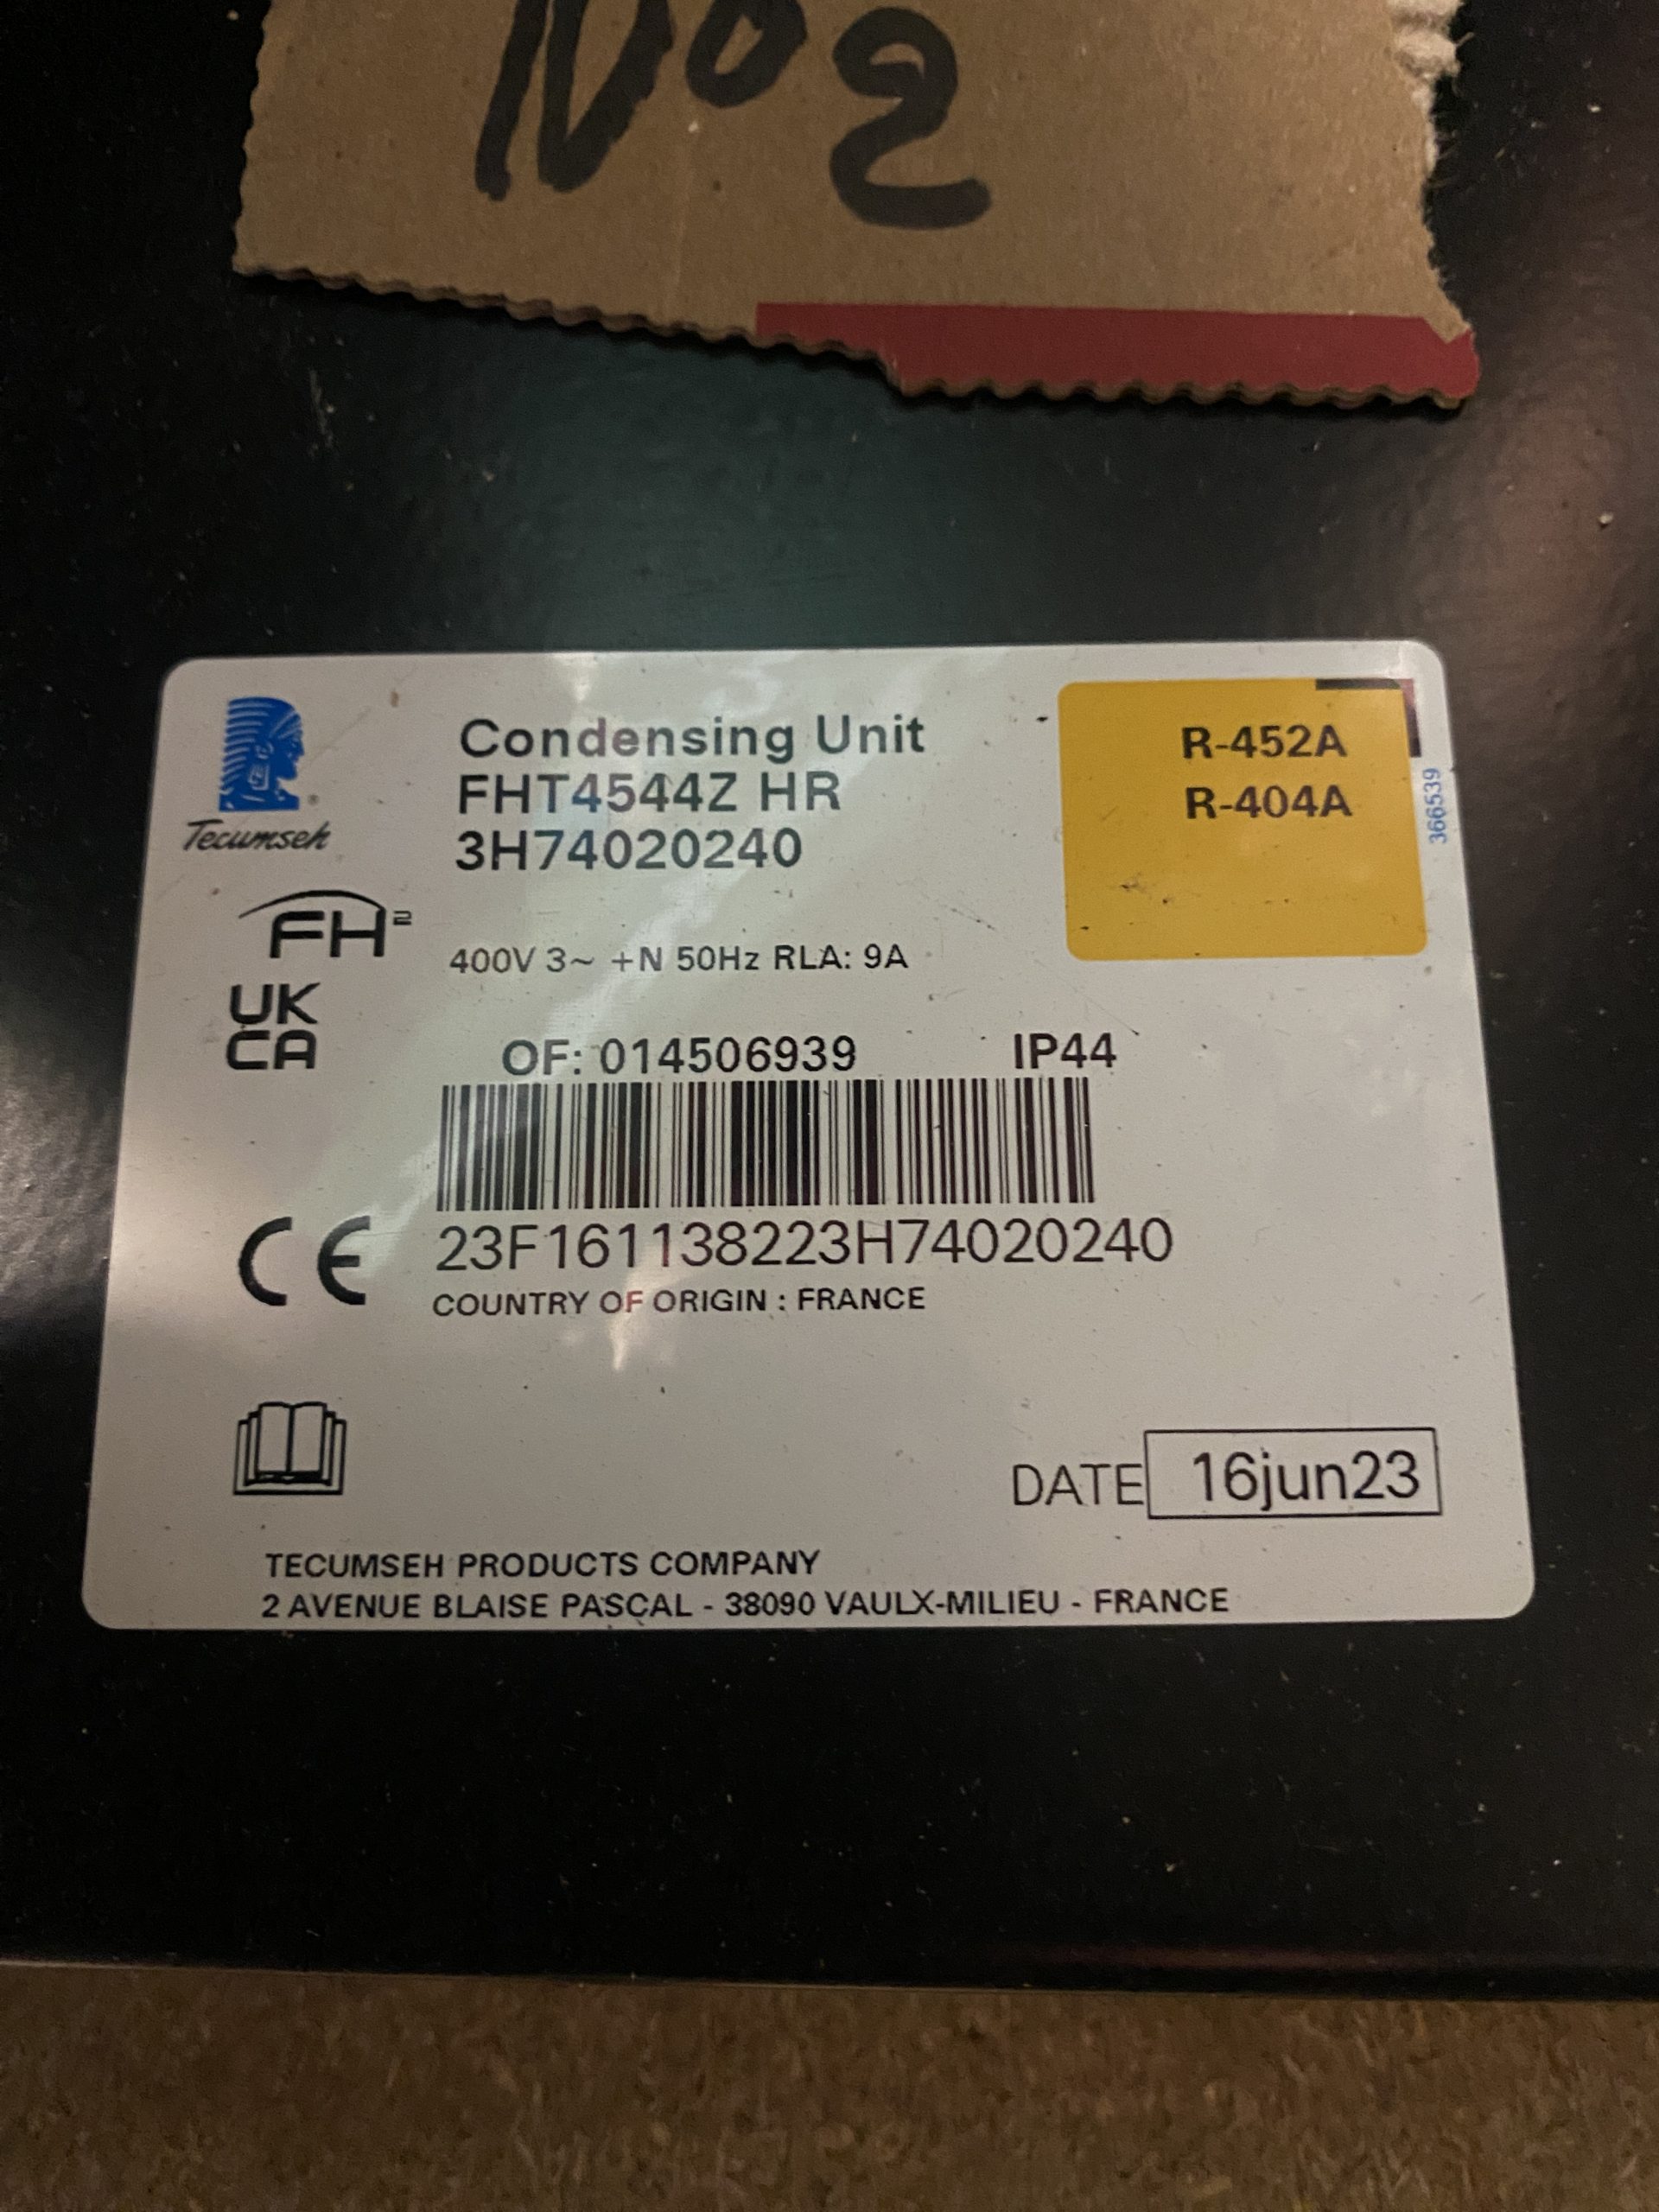 No 2
Condensing Unit
FHT4544Z HR
3H74020240
R-452A
R-404A
366539
Tecumseh
FH²
400V 3~ +N 50Hz RLA: 9A
UK
CA
OF: 014506939 IP44
CE
23F161138223H74020240
COUNTRY OF ORIGIN : FRANCE
DATE 16jun23
TECUMSEH PRODUCTS COMPANY
2 AVENUE BLAISE PASCAL - 38090 VAULX-MILIEU - FRANCE